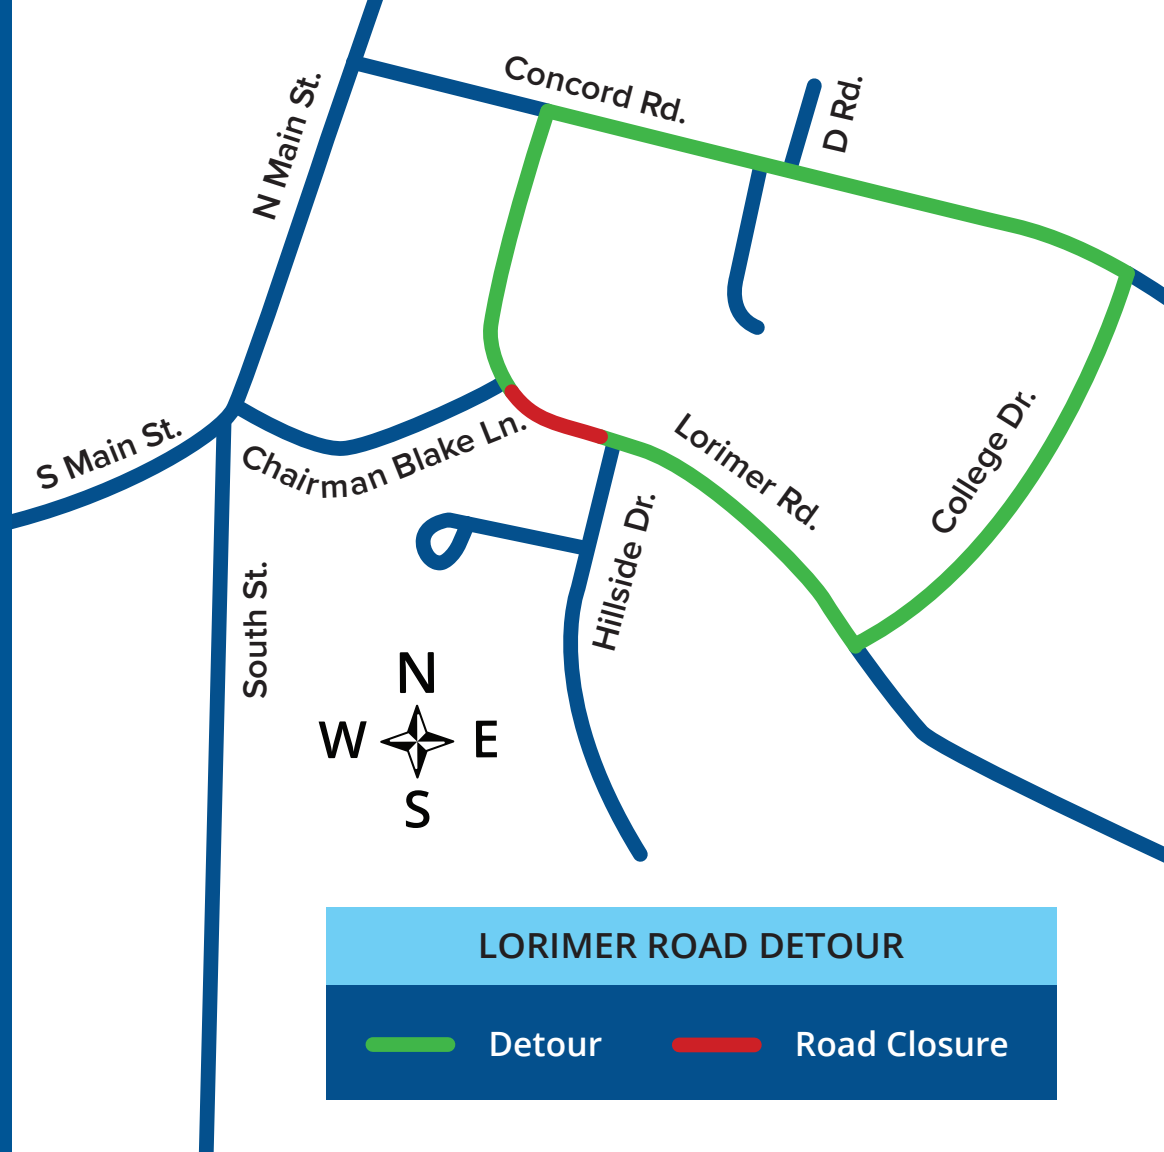 Concord Rd.
D Rd.
N Main St.
S Main St.
Chairman Blake Ln.
Lorimer Rd.
College Dr.
Hillside Dr.
South St.
N
W
E
S
LORIMER ROAD DETOUR
Detour
Road Closure